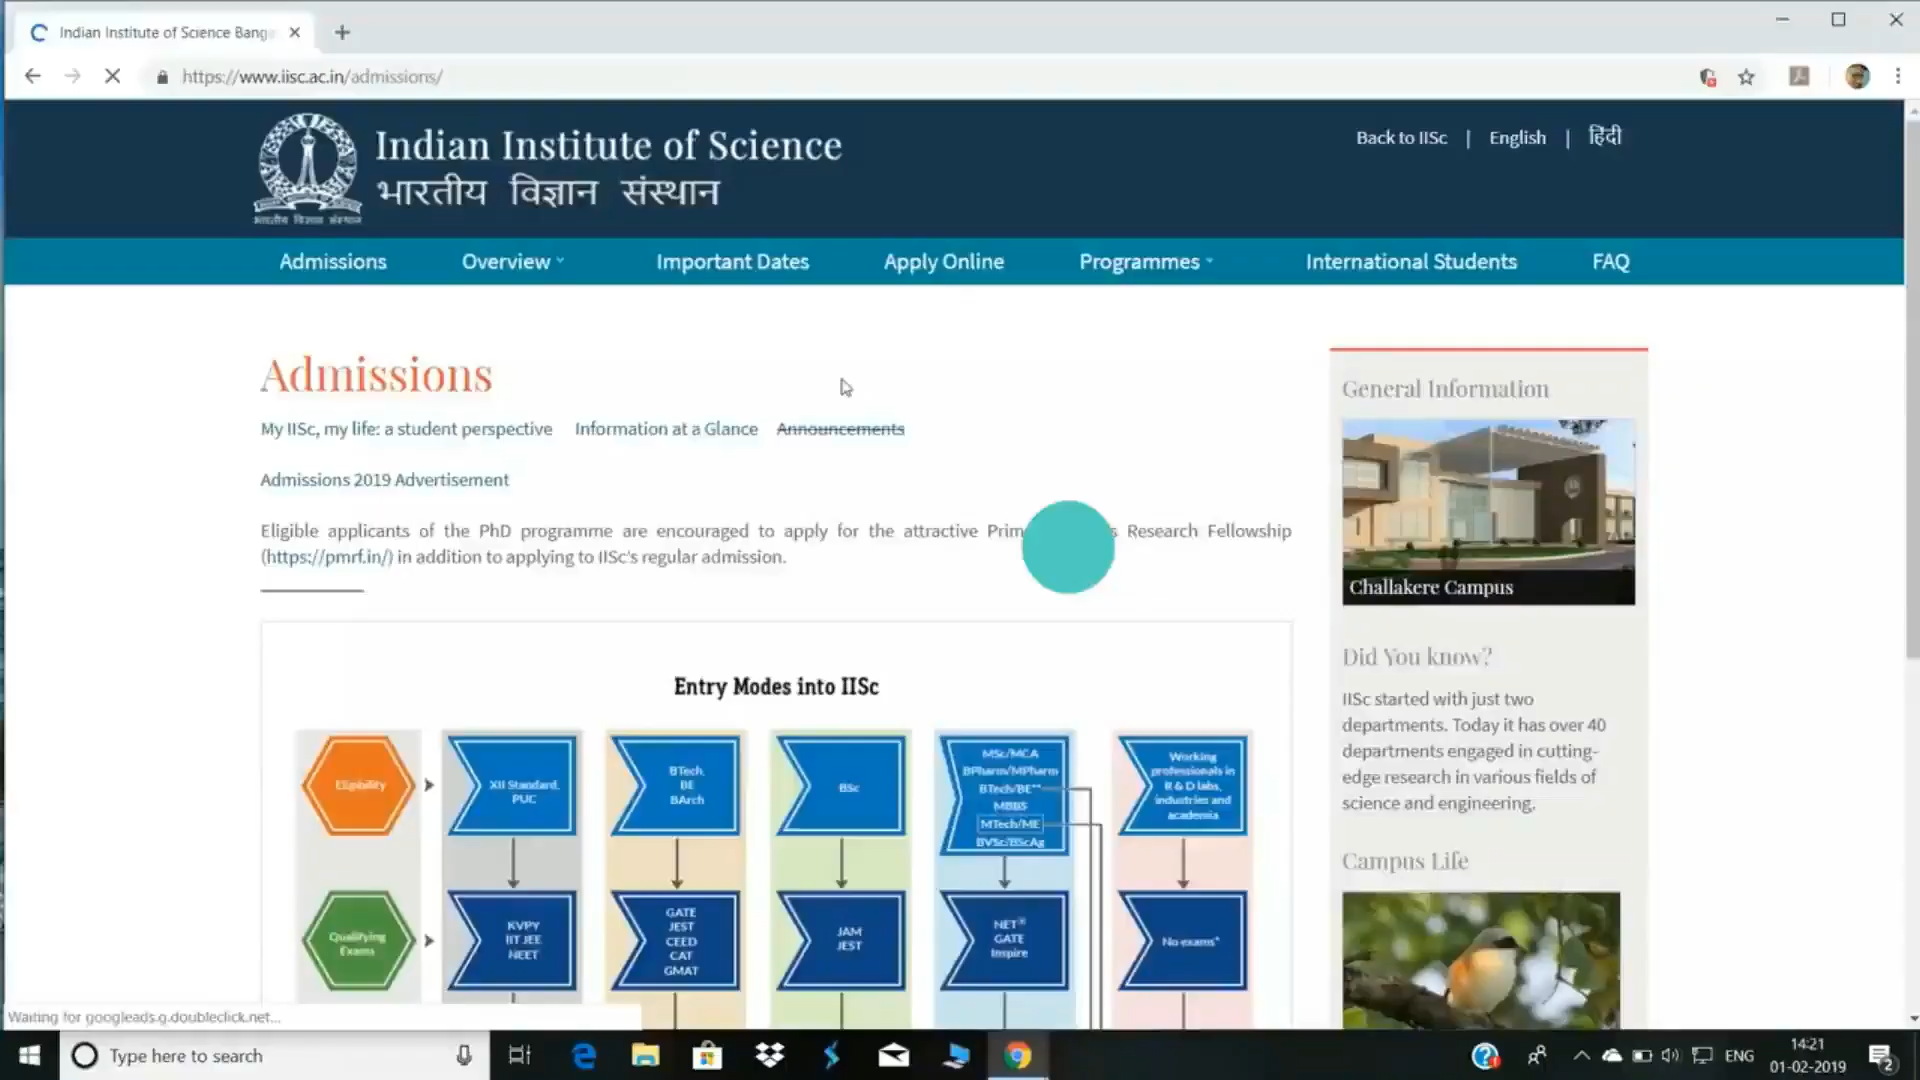 Indian Institute of Science Bang
https://www.iisc.ac.in/admissions/
Indian Institute of Science
भारतीय विज्ञान संस्थान
भारतीय विज्ञान संस्थान
Back to IISc | English | हिंदी
Admissions Overview Important Dates Apply Online Programmes International Students FAQ
Admissions
My IISc, my life: a student perspective Information at a Glance Announcements
Admissions 2019 Advertisement
Eligible applicants of the PhD programme are encouraged to apply for the attractive Prim s Research Fellowship
(https://pmrf.in/) in addition to applying to IISc's regular admission.
Entry Modes into IISc
Eligibility
XII Standard,
PUC
BTech,
BE
BArch
BSc
MSc/MCA
BPharm/MPharm
BTech/BE**
MBBS
MTech/ME
BVSc/BScAg
Working
professionals in
R & D labs,
industries and
academia
Qualifying
Exams
KVPY
IIT JEE
NEET
GATE
JEST
CEED
CAT
GMAT
JAM
JEST
NET
GATE
Inspire
No exams*
General Information
Challakere Campus
Did You know?
IISc started with just two
departments. Today it has over 40
departments engaged in cutting-
edge research in various fields of
science and engineering.
Campus Life
Waiting for googleads.g.doubleclick.net...
Type here to search
ENG
14:21
01-02-2019
2